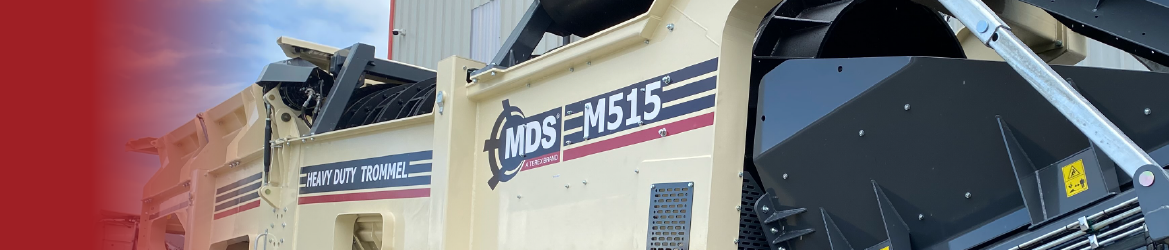 HEAVY DUTY TROMMEL
MDS
A TEREX BRAND
M515